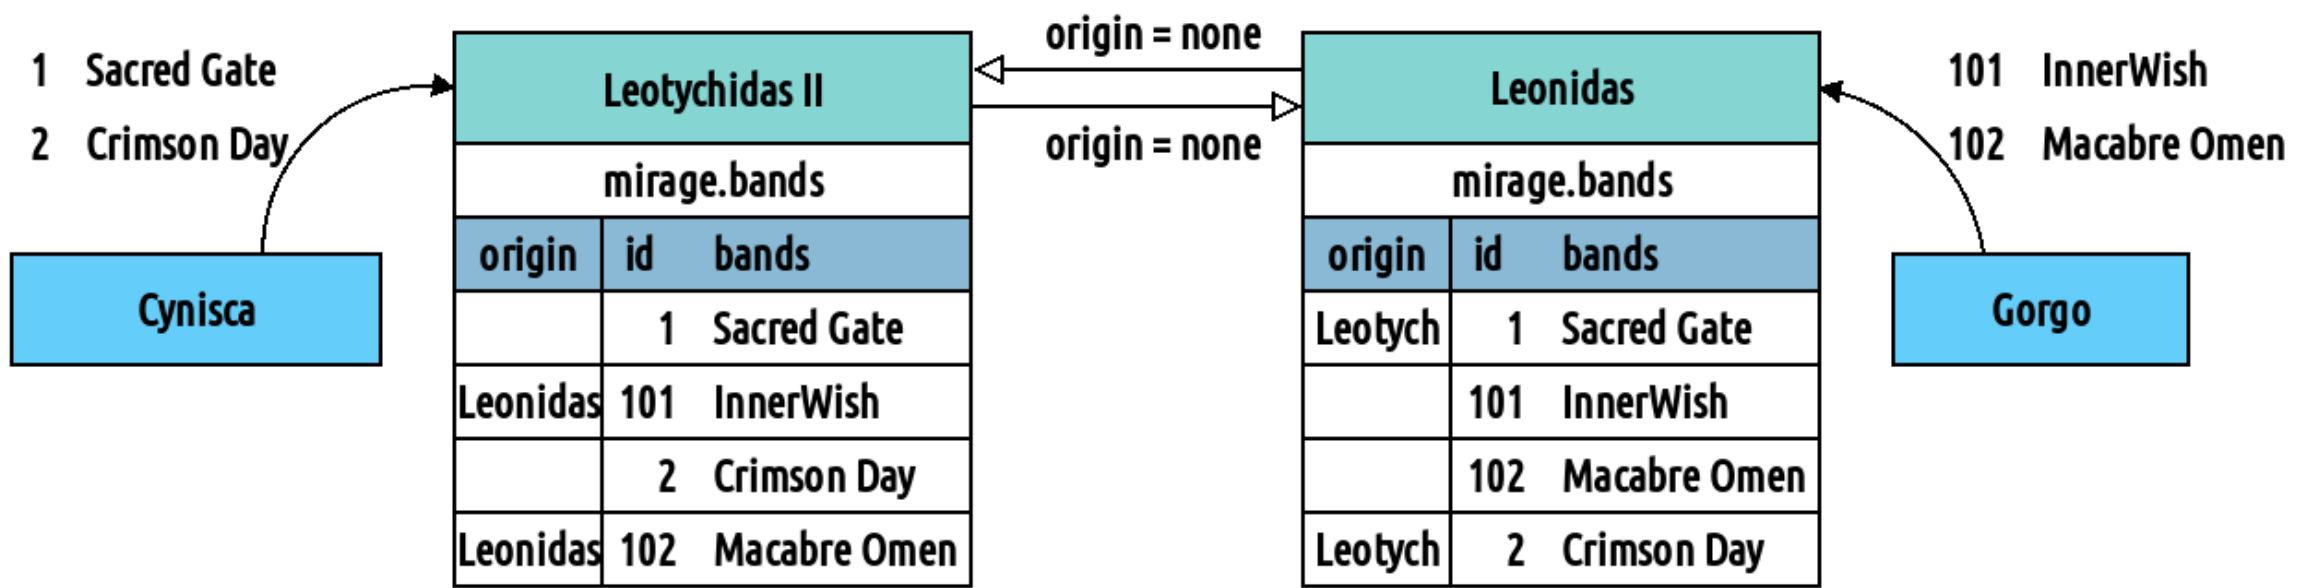 1 Sacred Gate
2 Crimson Day
Cynisca
Leotychidas II
mirage.bands
origin id bands
1 Sacred Gate
Leonidas 101 InnerWish
2 Crimson Day
Leonidas 102 Macabre Omen
origin = none
origin = none
Leonidas
mirage.bands
origin id bands
Leotych 1 Sacred Gate
101 InnerWish
102 Macabre Omen
Leotych 2 Crimson Day
101 InnerWish
102 Macabre Omen
Gorgo